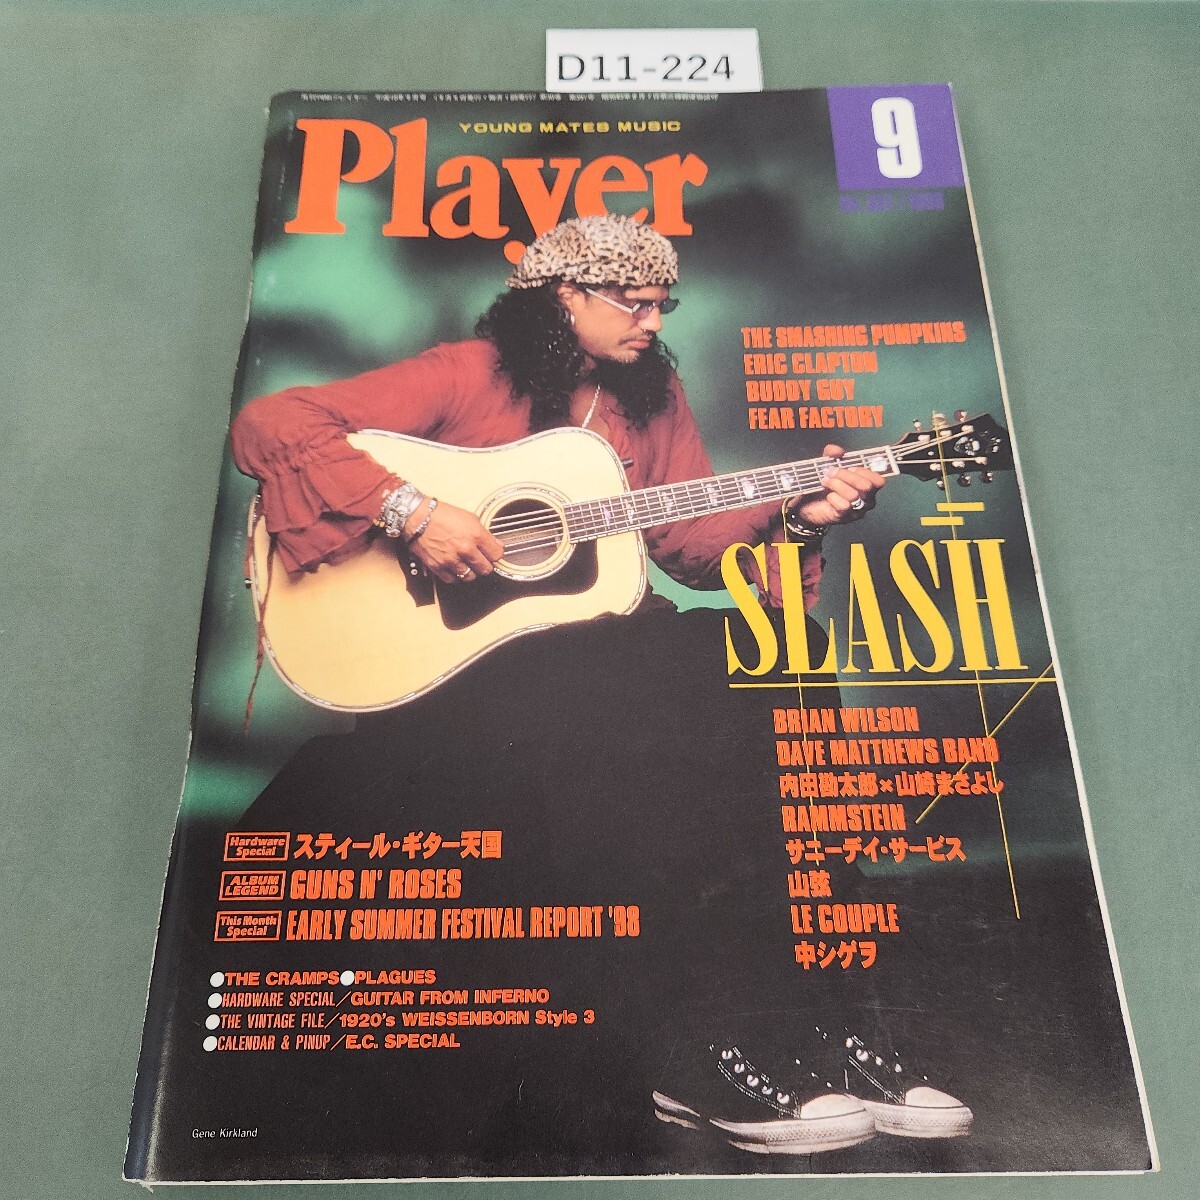 D11-224
YOUNG MATES MUSIC
Player
9
THE SMASHING PUMPKINS
ERIC CLAPTON
BUDDY GUY
FEAR FACTORY
SLASH
BRIAN WILSON
DAVE MATTHEWS BAND
内田勘太郎×山崎まさよし
RAMMSTEIN
サニーデイ・サービス
山弦
LE COUPLE
中シゲヲ
Hardware Special スティール・ギター天国
ALBUM LEGEND GUNS N' ROSES
This Month Special EARLY SUMMER FESTIVAL REPORT '98
●THE CRAMPS●PLAGUES
●HARDWARE SPECIAL/GUITAR FROM INFERNO
●THE VINTAGE FILE/1920's WEISSENBORN Style 3
●CALENDAR & PINUP/E.C. SPECIAL
Gene Kirkland